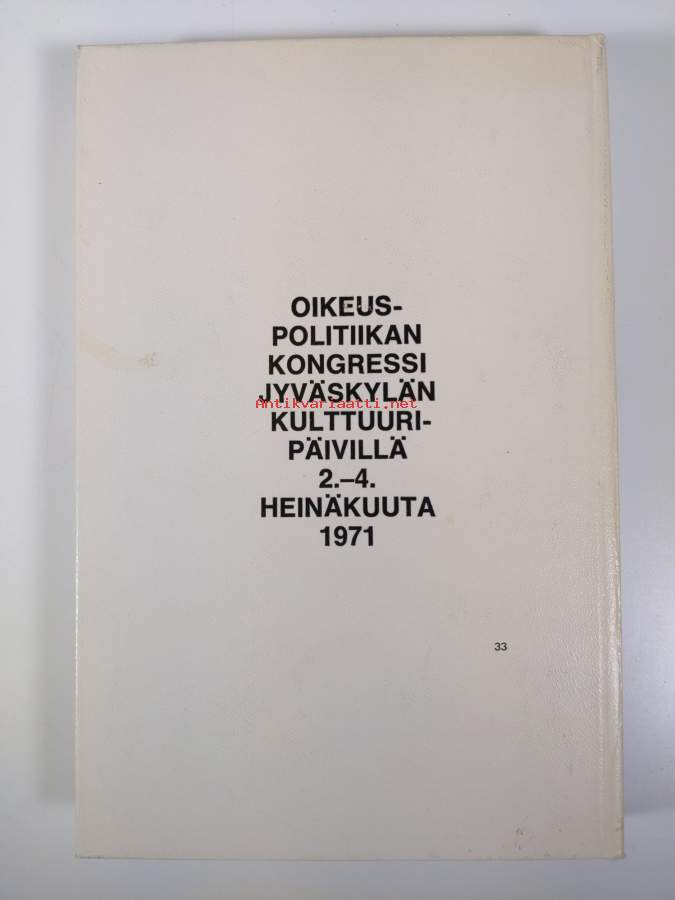 OIKEUS-
POLITIIKAN
KONGRESSI
JYVÄSKYLÄN
Antikvariaatti.net
KULTTUURI-
PÄIVILLÄ
2.–4.
HEINÄKUUTA
1971
33